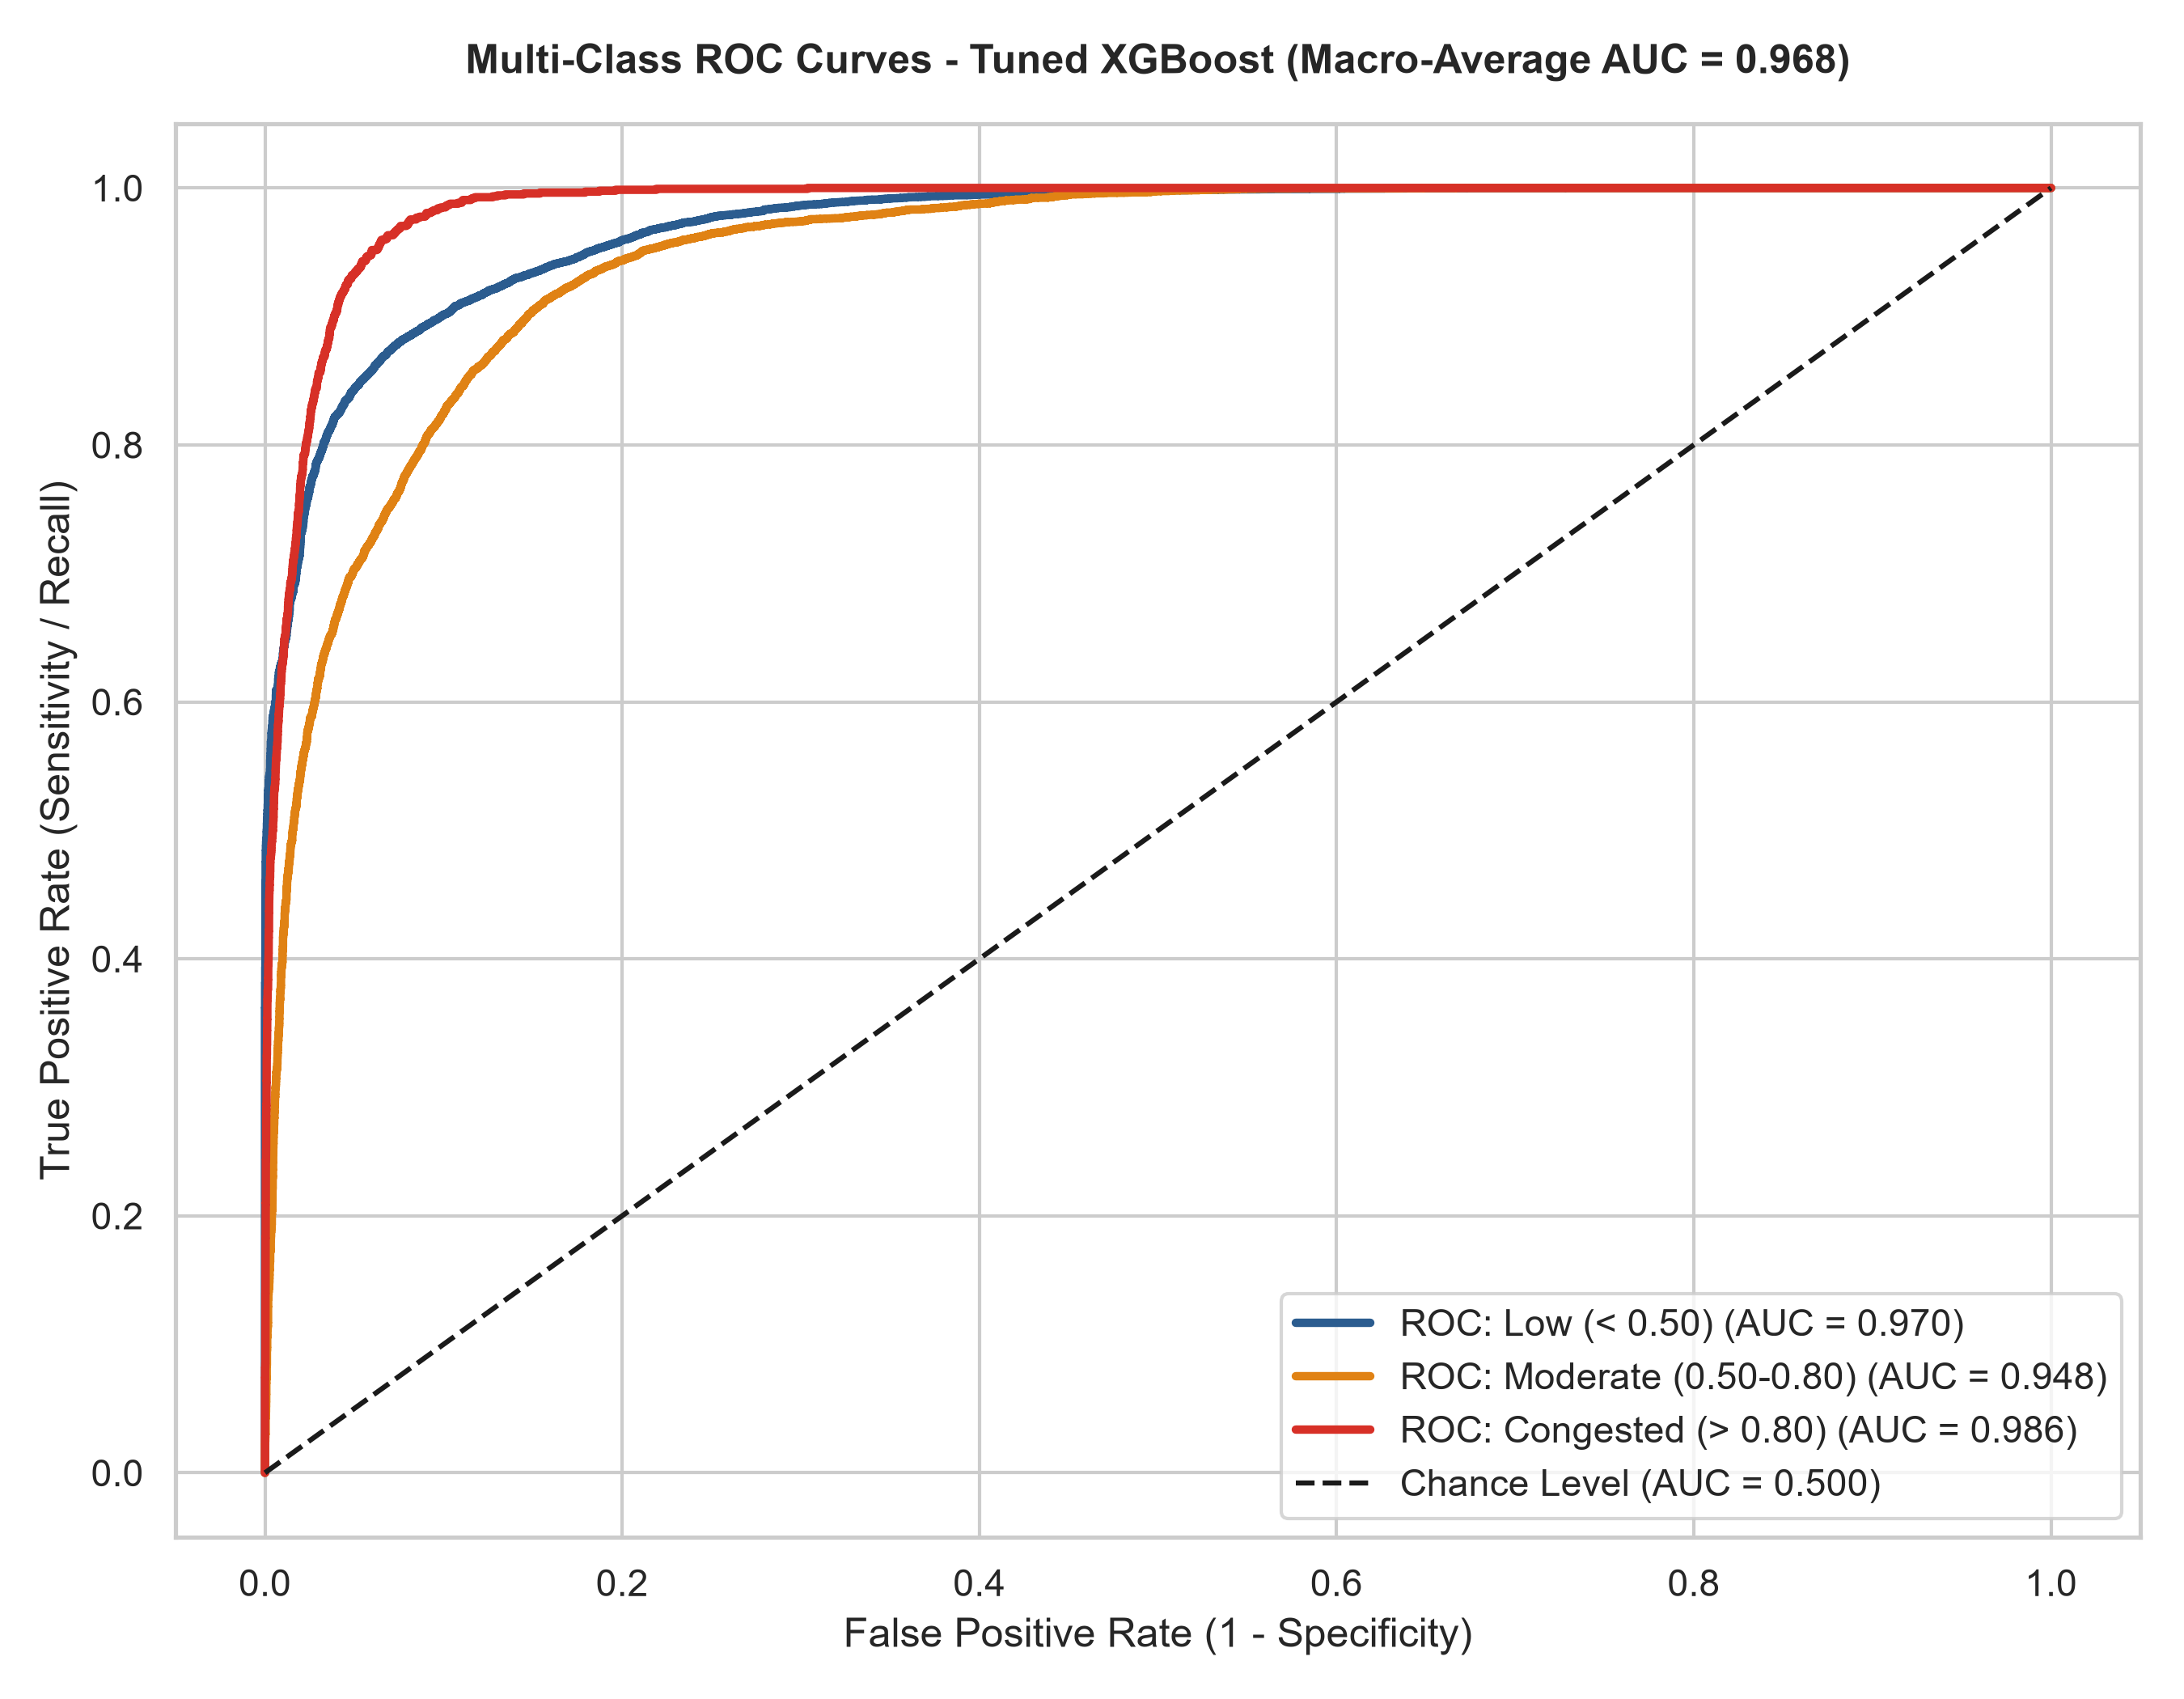 Multi-Class ROC Curves - Tuned XGBoost (Macro-Average AUC = 0.968)
True Positive Rate (Sensitivity / Recall)
1.0
0.8
0.6
0.4
0.2
0.0
ROC: Low (< 0.50) (AUC = 0.970)
ROC: Moderate (0.50-0.80) (AUC = 0.948)
ROC: Congested (> 0.80) (AUC = 0.986)
Chance Level (AUC = 0.500)
0.0 0.2 0.4 0.6 0.8 1.0
False Positive Rate (1 - Specificity)